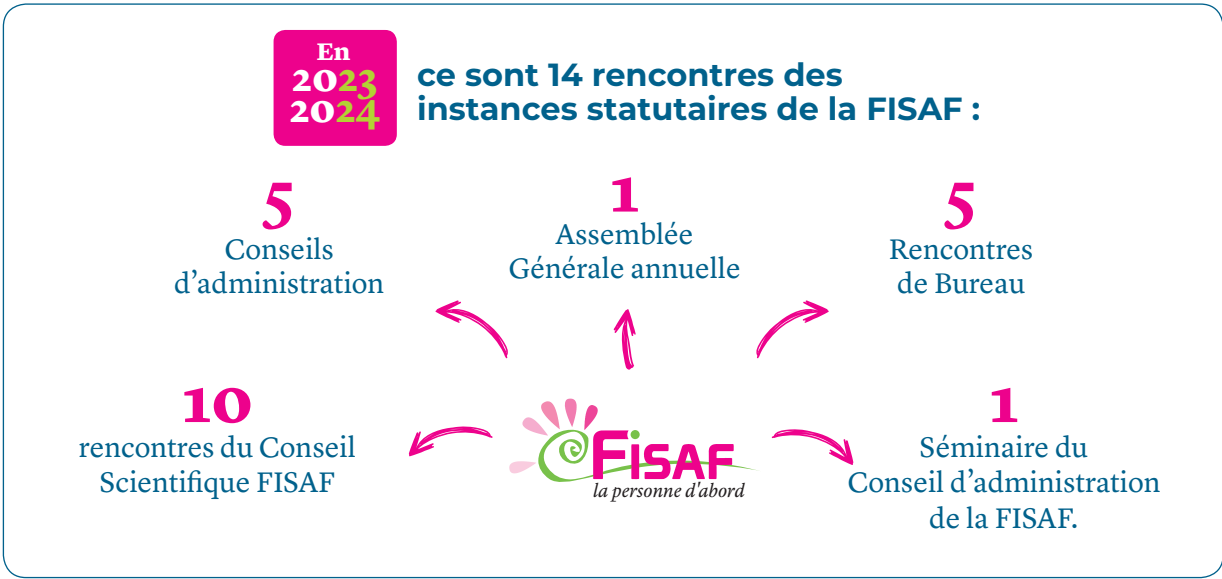 En
2023
2024
ce sont 14 rencontres des
instances statutaires de la FISAF :
5
Conseils
d’administration
1
Assemblée
Générale annuelle
5
Rencontres
de Bureau
10
rencontres du Conseil
Scientifique FISAF
FiSAF
la personne d'abord
1
Séminaire du
Conseil d’administration
de la FISAF.